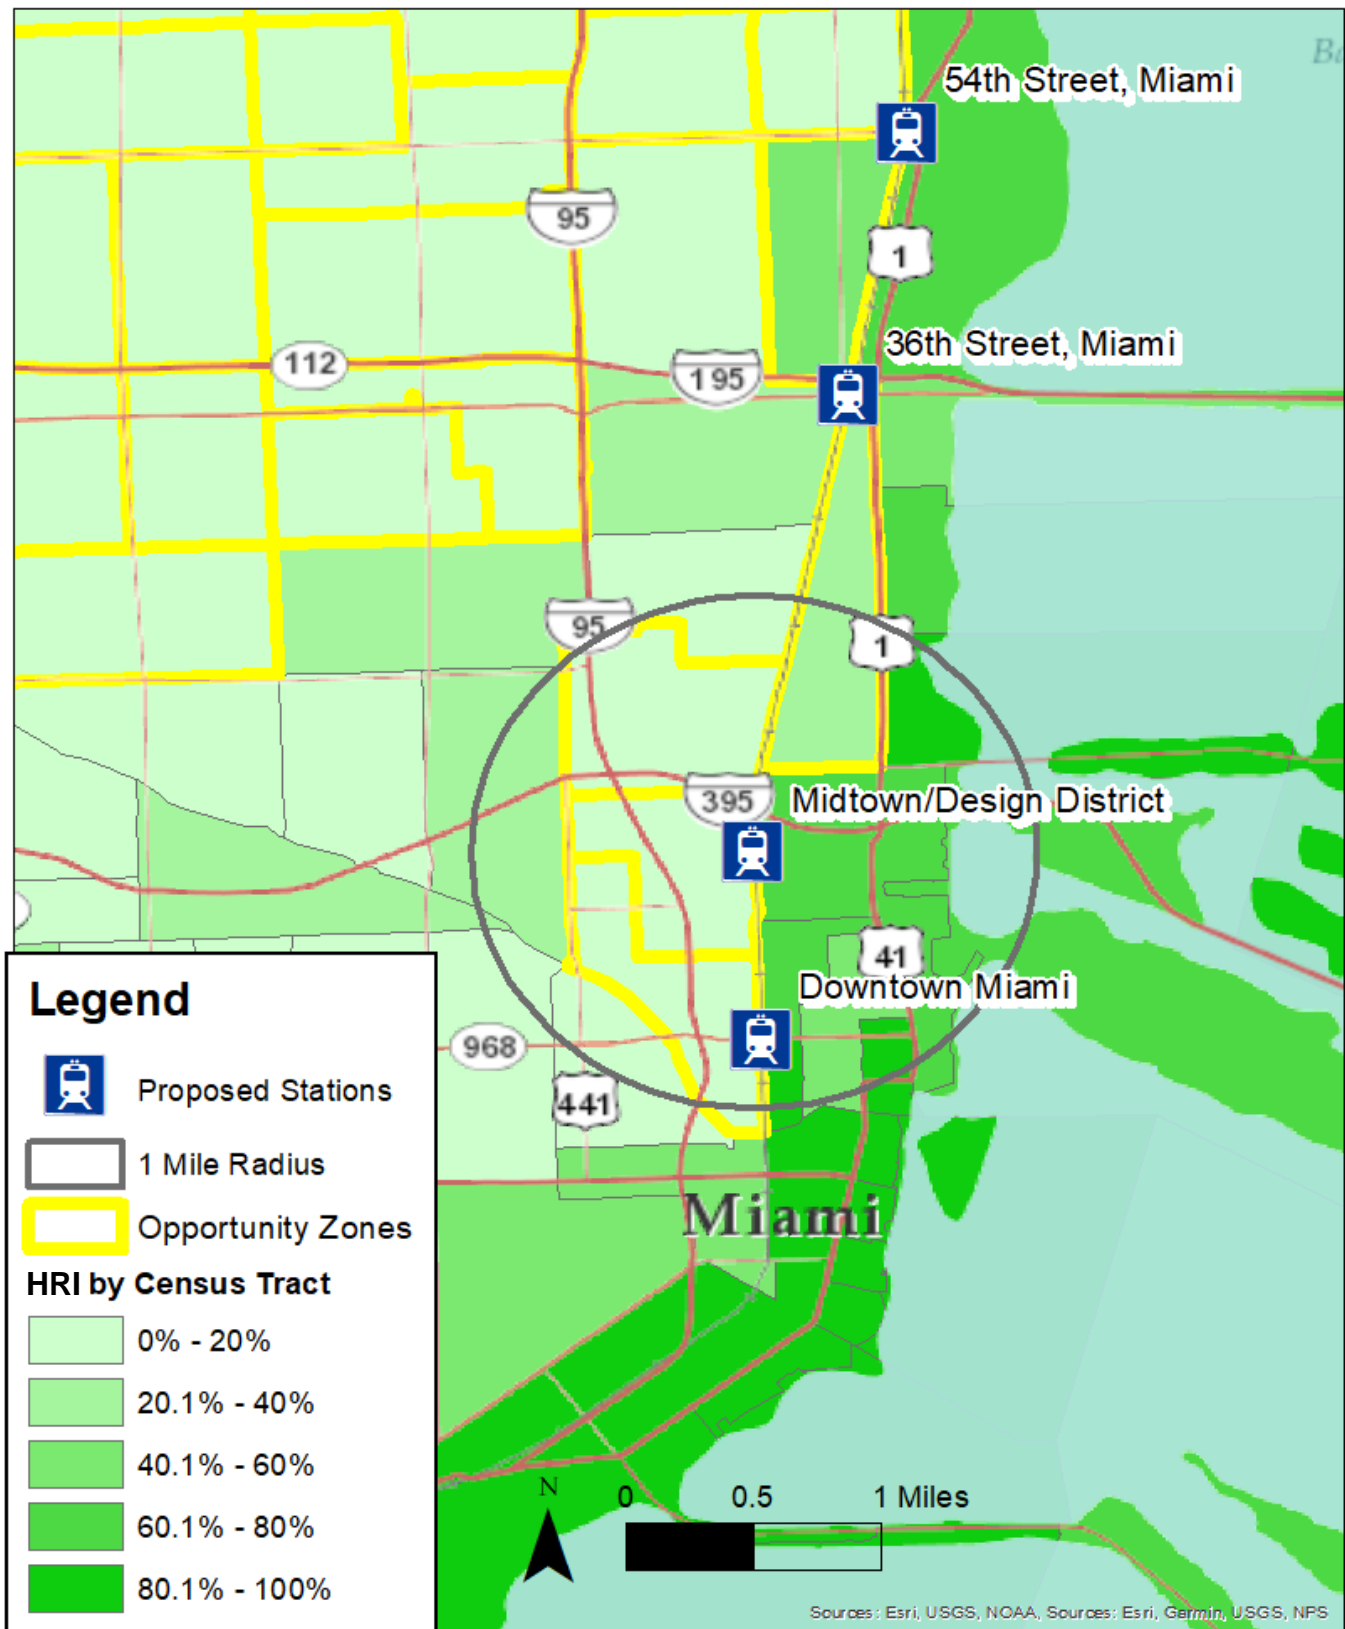 Ba
54th Street, Miami
95
1
36th Street, Miami
112
195
95
1
395
Midtown/Design District
41
Downtown Miami
968
441
Miami
Legend
Proposed Stations
1 Mile Radius
Opportunity Zones
HRI by Census Tract
0% - 20%
20.1% - 40%
40.1% - 60%
60.1% - 80%
80.1% - 100%
N
0 0.5 1 Miles
Sources: Esri, USGS, NOAA, Sources: Esri, Garmin, USGS, NPS